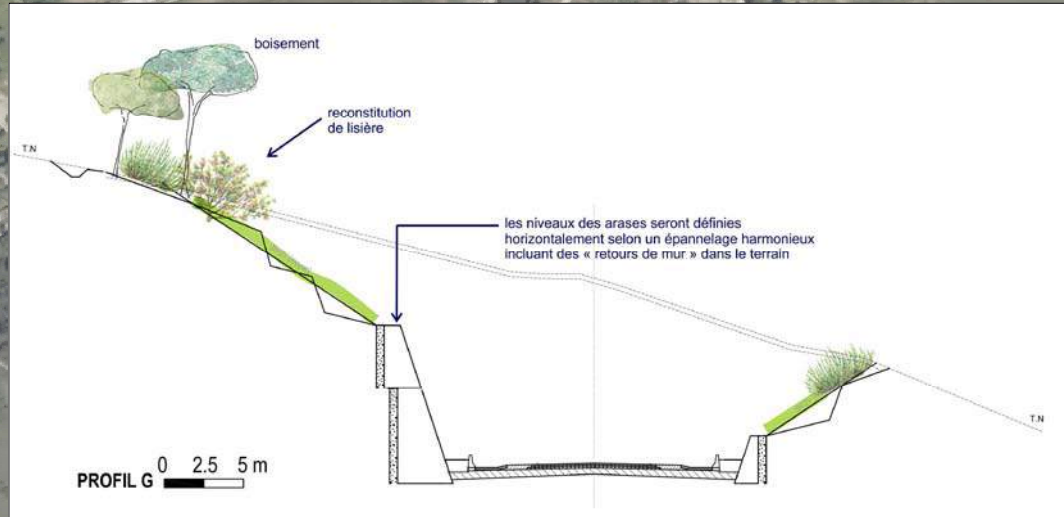 boisement
reconstitution
de lisière
T.N
les niveaux des arases seront définies
horizontalement selon un épannelage harmonieux
incluant des « retours de mur » dans le terrain
T.N
0 2.5 5 m
PROFIL G